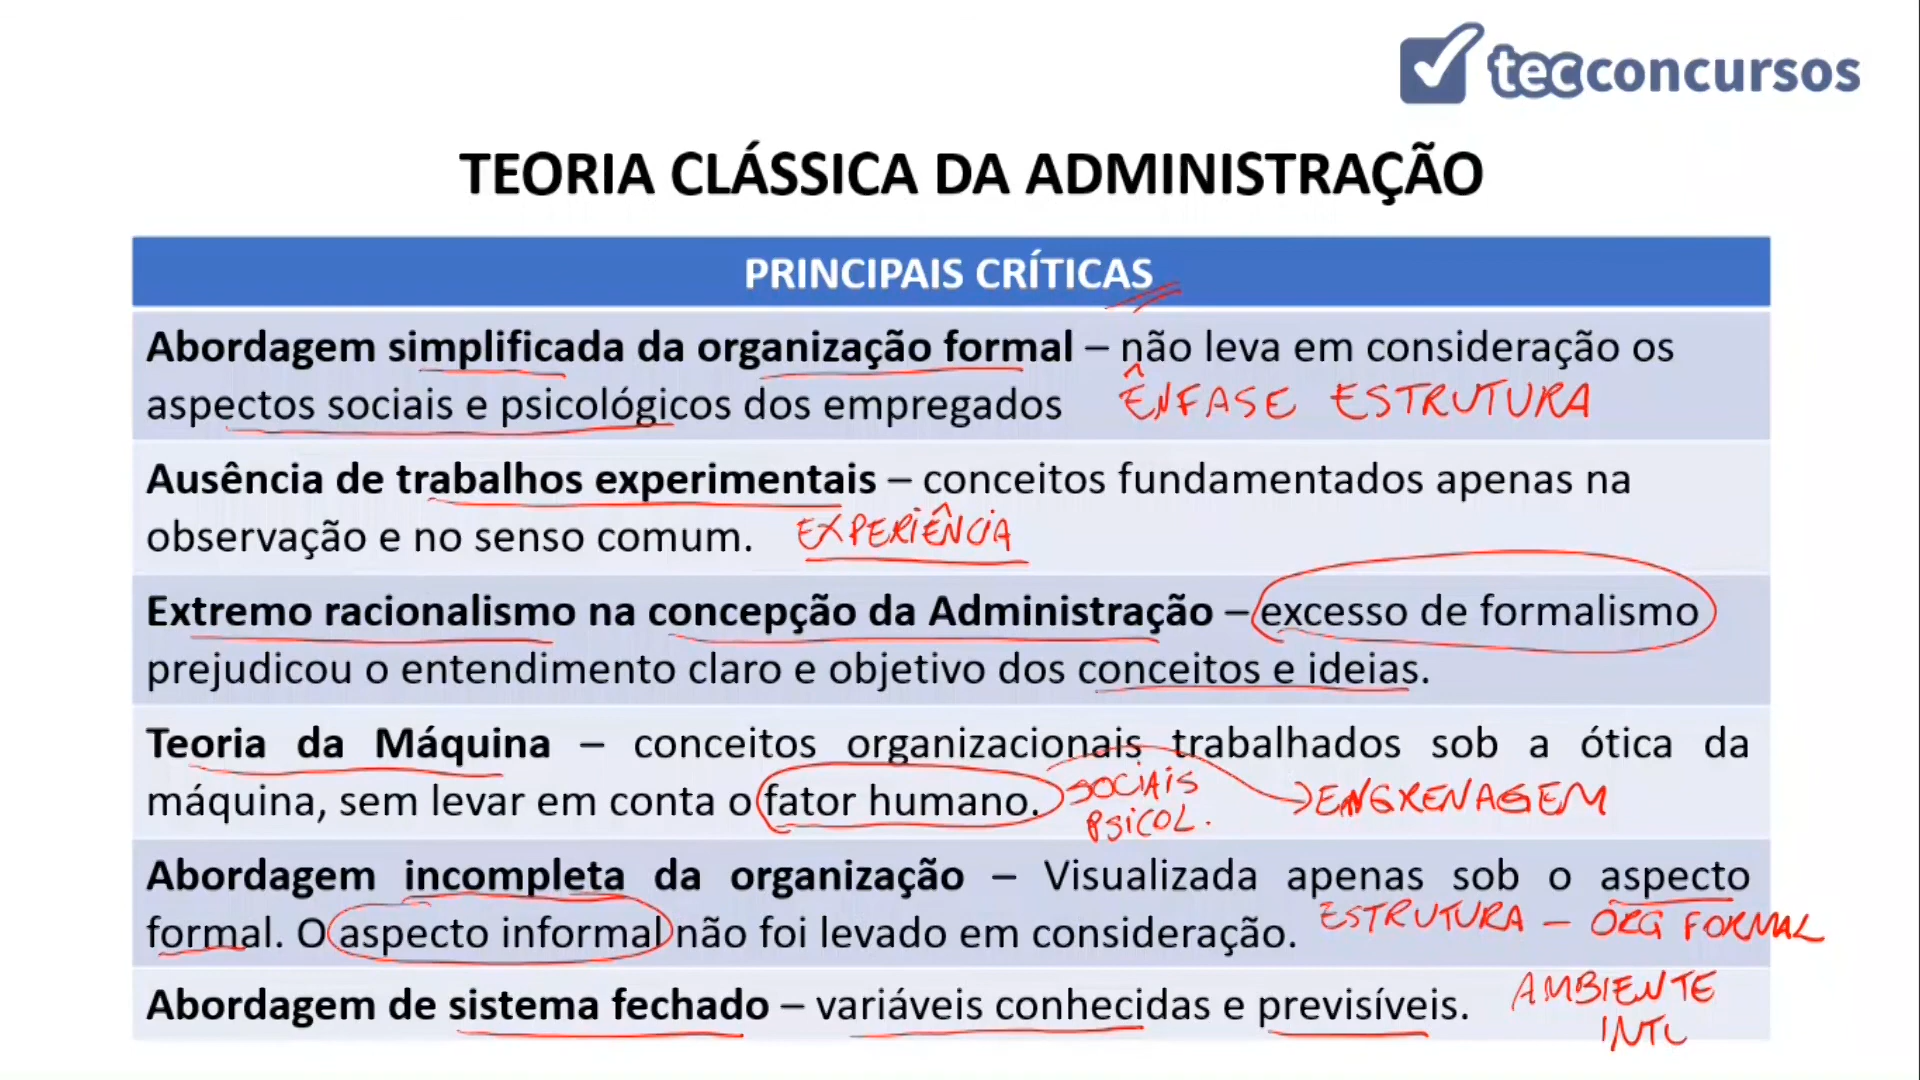 tecconcursos
TEORIA CLÁSSICA DA ADMINISTRAÇÃO
PRINCIPAIS CRÍTICAS
Abordagem simplificada da organização formal – não leva em consideração os
aspectos sociais e psicológicos dos empregados ÊNFASE ESTRUTURA
Ausência de trabalhos experimentais – conceitos fundamentados apenas na
observação e no senso comum. EXPERIÊNCIA
Extremo racionalismo na concepção da Administração – excesso de formalismo
prejudicou o entendimento claro e objetivo dos conceitos e ideias.
Teoria da Máquina – conceitos organizacionais trabalhados sob a ótica da
máquina, sem levar em conta o fator humano. SOCIAIS ENGRENAGEM
PSICOL.
Abordagem incompleta da organização – Visualizada apenas sob o aspecto
formal. O aspecto informal não foi levado em consideração. ESTRUTURA – ORG FORMAL
Abordagem de sistema fechado – variáveis conhecidas e previsíveis. AMBIENTE